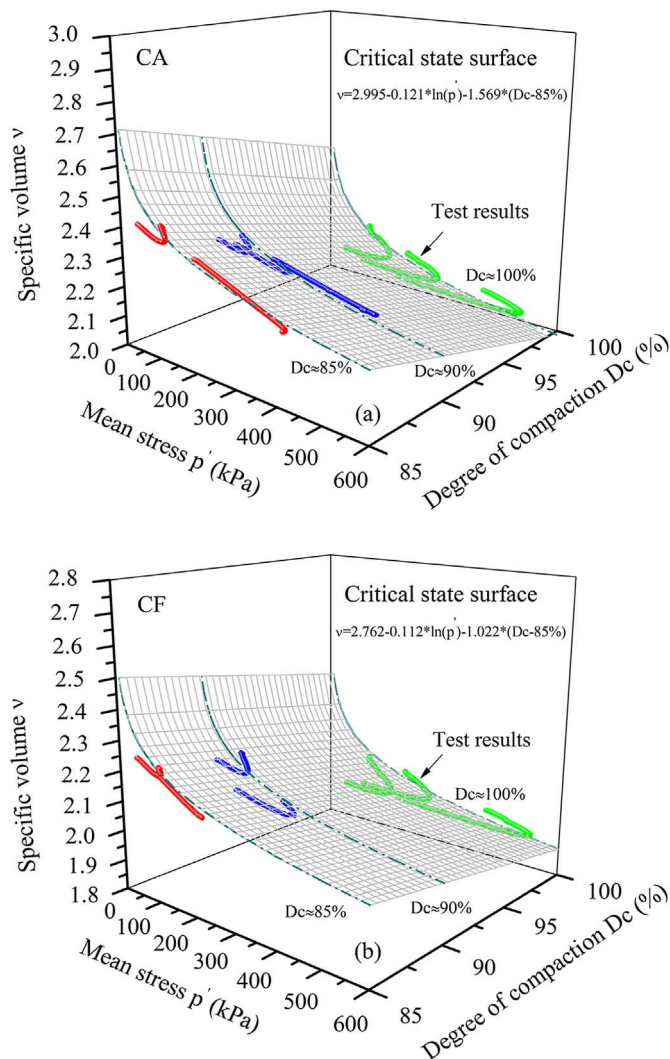 3.0
CA
Critical state surface
2.9
ν=2.995-0.121*ln(p')-1.569*(Dc-85%)
2.8
2.7
2.6
2.4
Test results
2.3
Dc≈100%
2.2
2.1
2.0
0
100
200
300
400
500
600
Specific volume ν
Mean stress p' (kPa)
Dc≈85%
Dc≈90%
(a)
85
90
95
100
Degree of compaction Dc (%)
2.8
CF
Critical state surface
2.7
ν=2.762-0.112*ln(p')-1.022*(Dc-85%)
2.6
2.5
2.4
2.3
Test results
2.2
Dc≈100%
2.1
2.0
1.9
1.8
0
100
200
300
400
500
600
Specific volume ν
Mean stress p' (kPa)
Dc≈85%
Dc≈90%
(b)
85
90
95
100
Degree of compaction Dc (%)